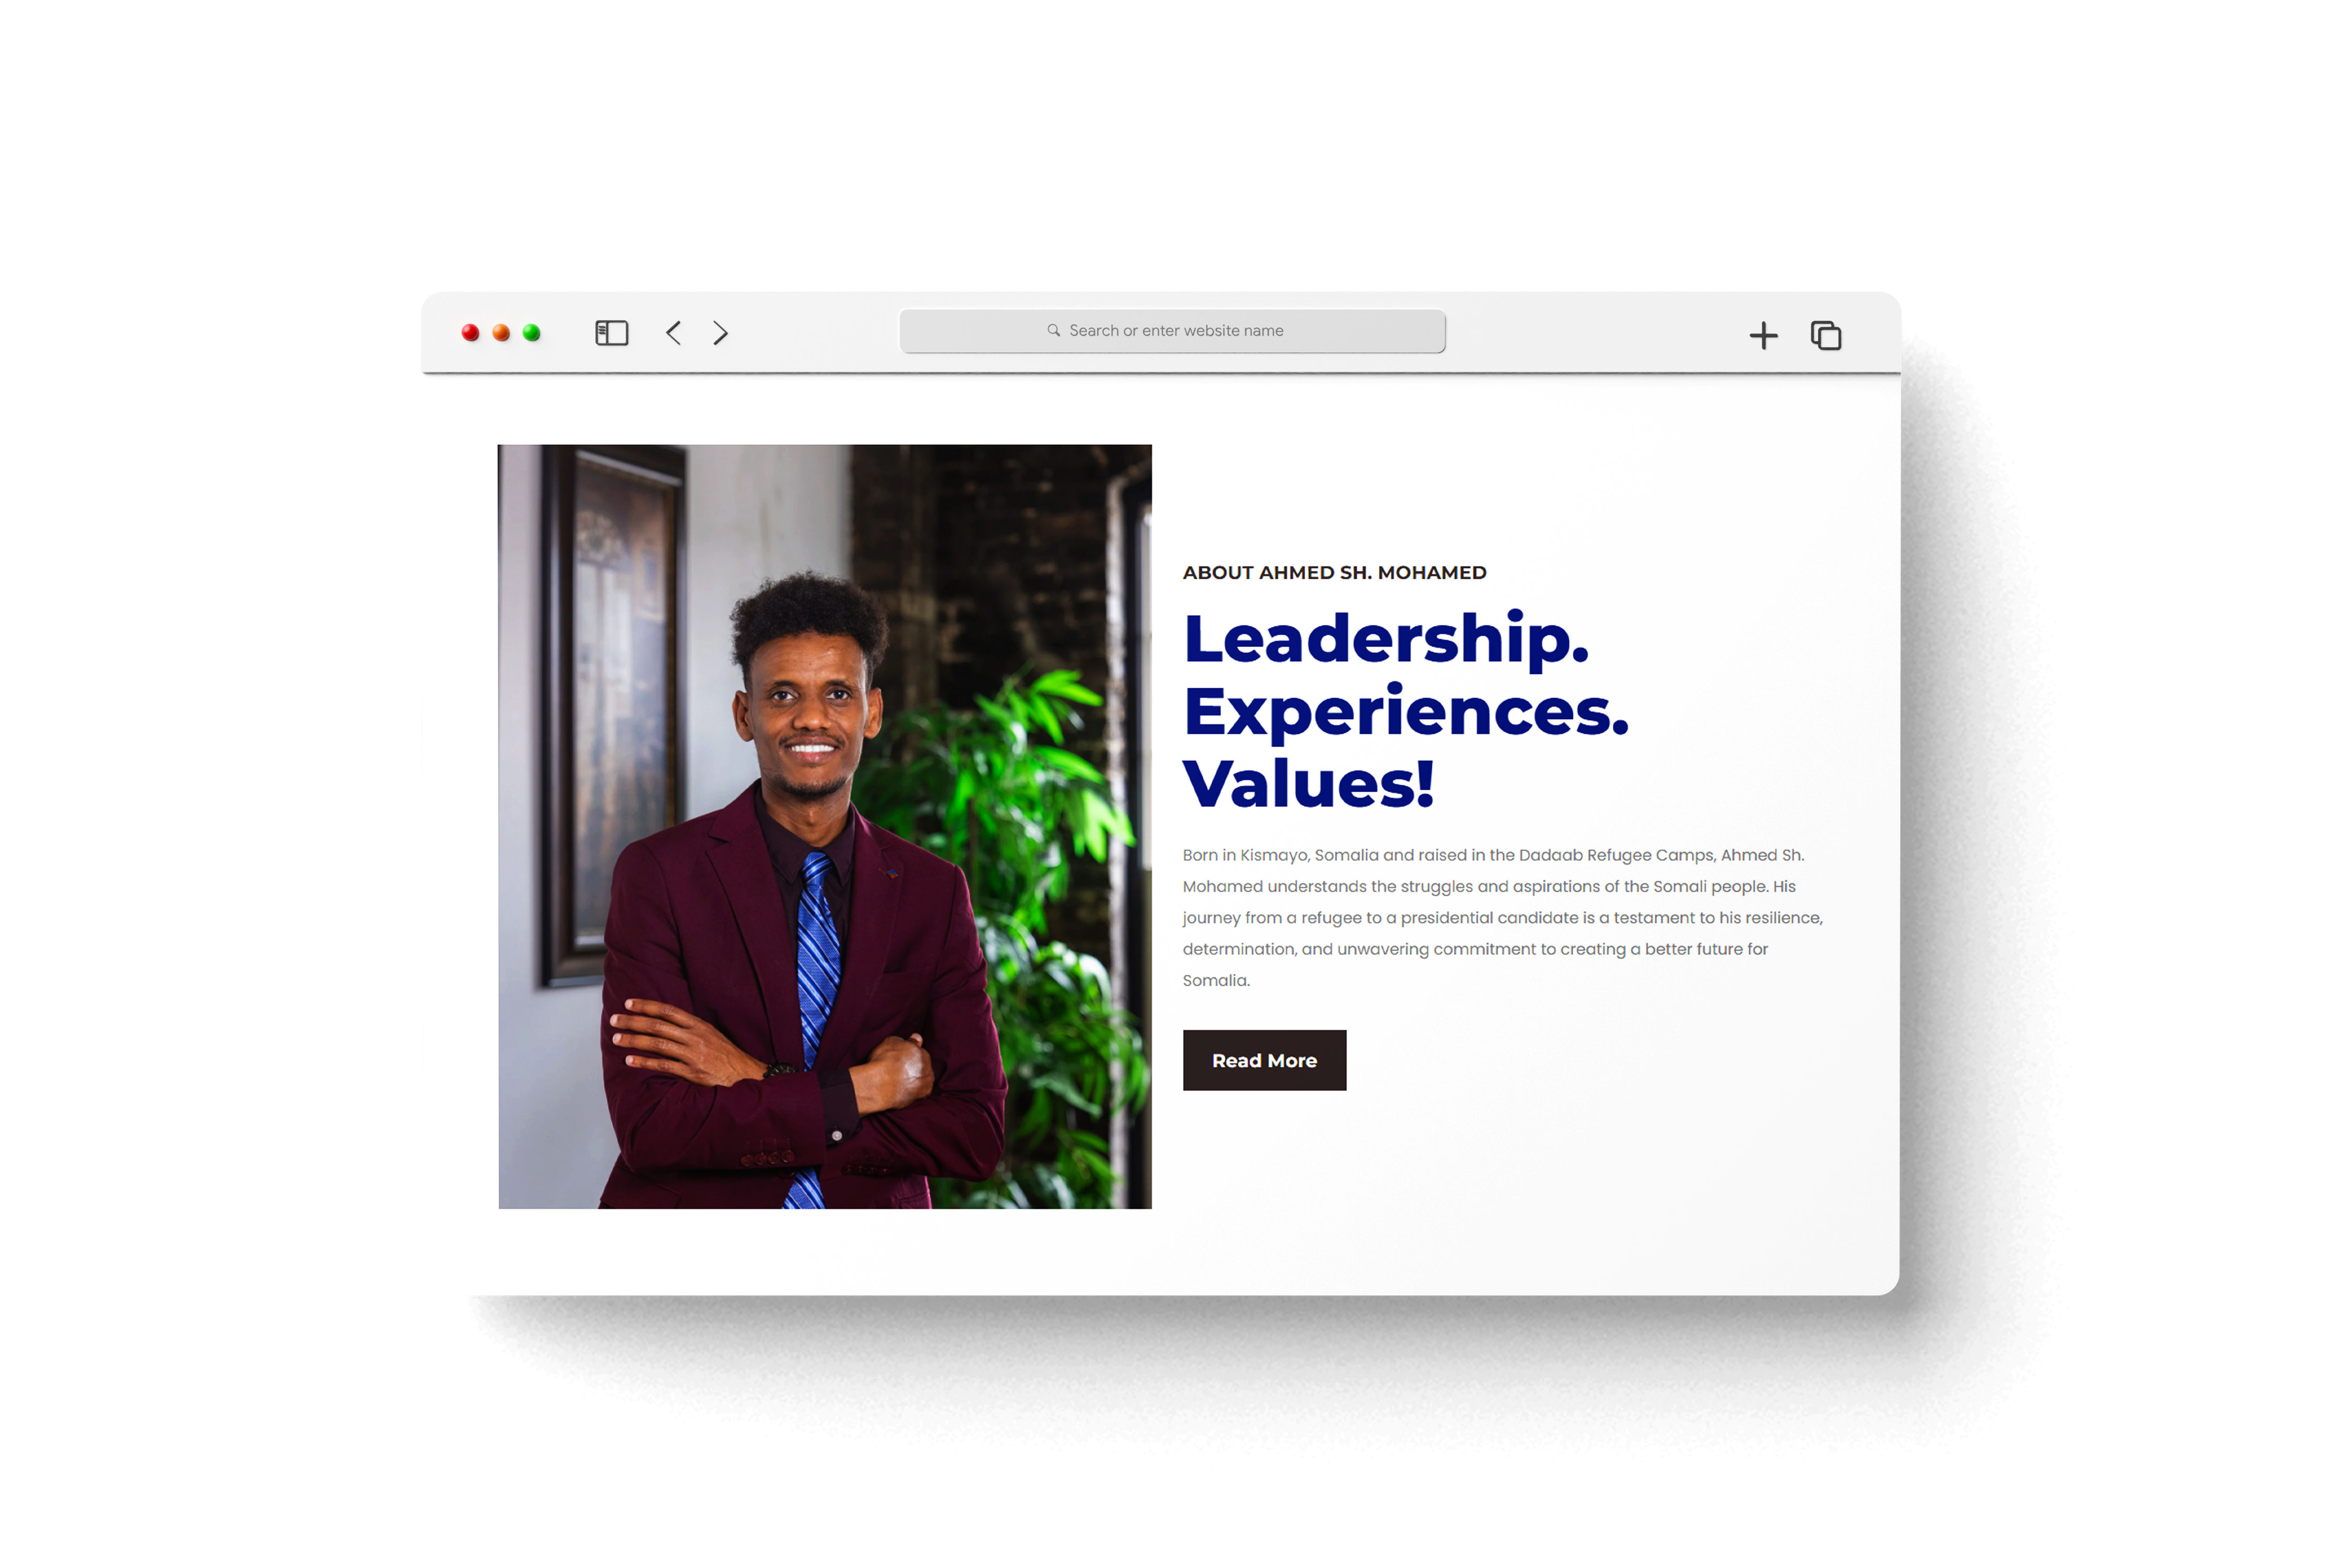 Search or enter website name
ABOUT AHMED SH. MOHAMED
Leadership.
Experiences.
Values!
Born in Kismayo, Somalia and raised in the Dadaab Refugee Camps, Ahmed Sh.
Mohamed understands the struggles and aspirations of the Somali people. His
journey from a refugee to a presidential candidate is a testament to his resilience,
determination, and unwavering commitment to creating a better future for
Somalia.
Read More